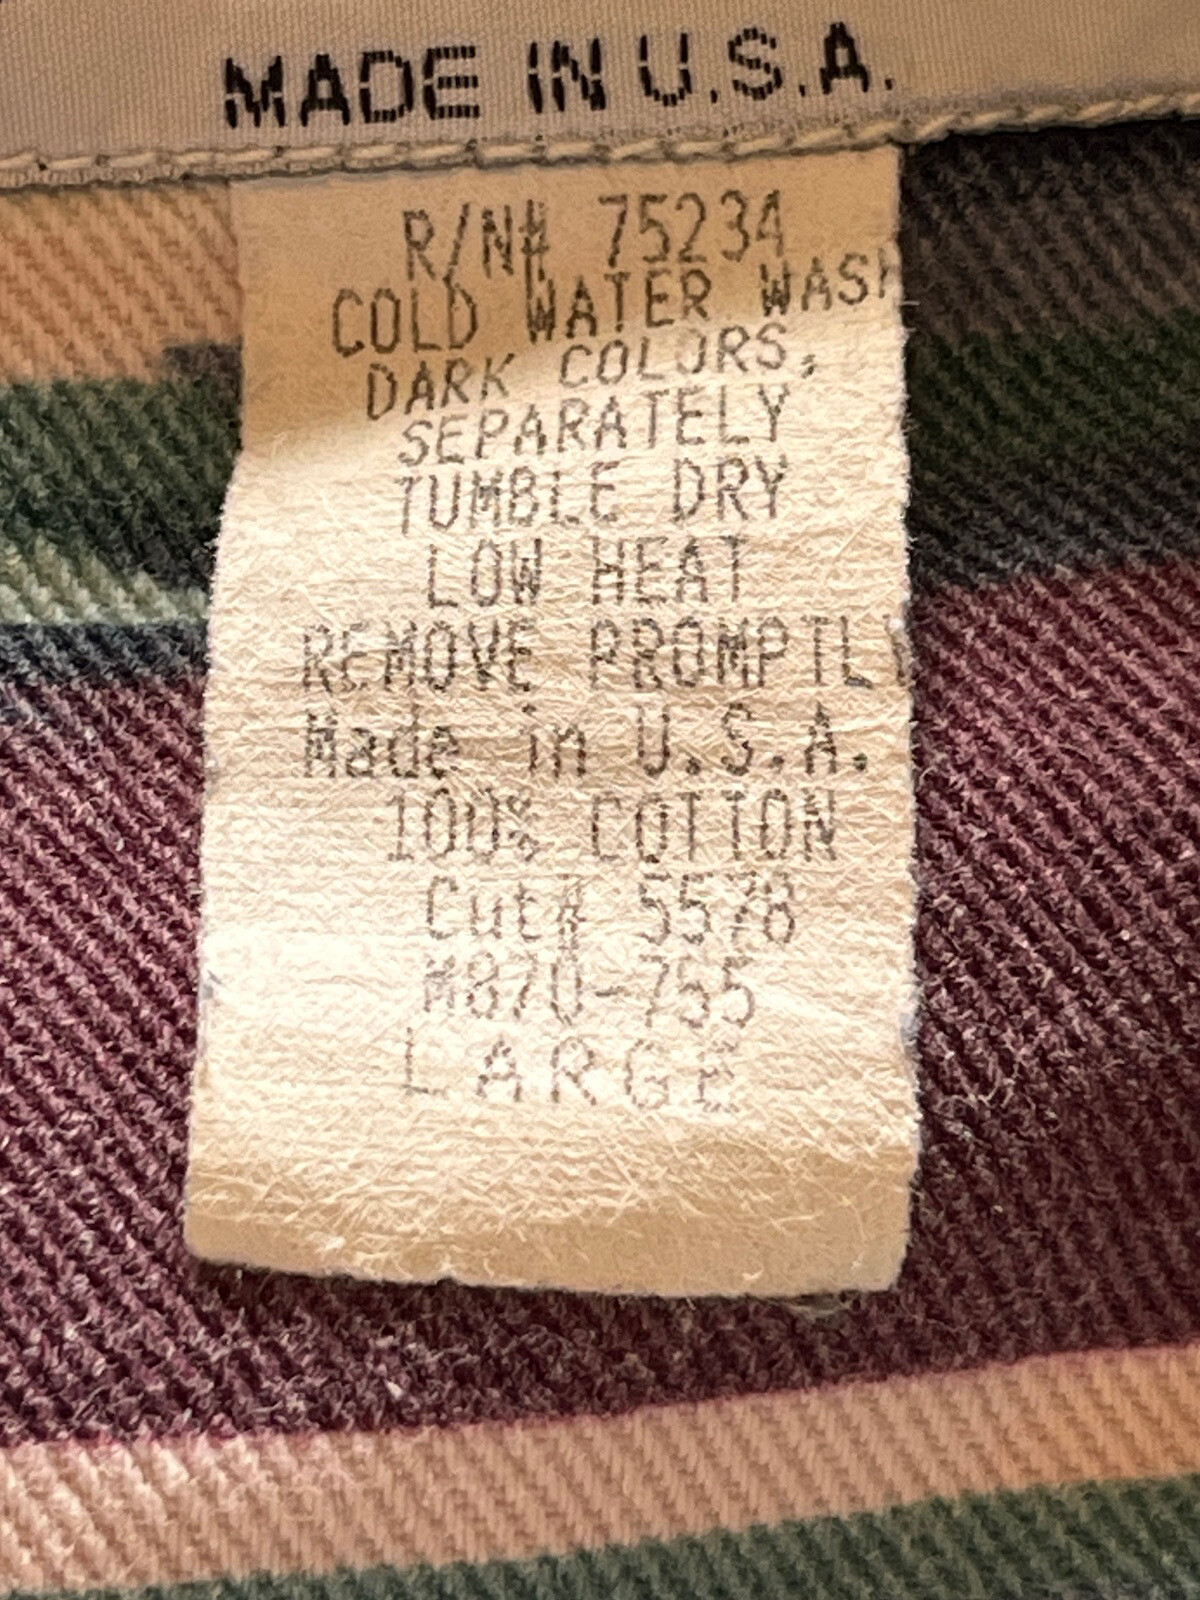 MADE IN U.S.A.
R/N# 75234
COLD WATER WASH
DARK COLORS,
SEPARATELY
TUMBLE DRY
LOW HEAT
REMOVE PROMPTLY
Made in U.S.A.
100% COTTON
Cut# 5578
M870-755
LARGE